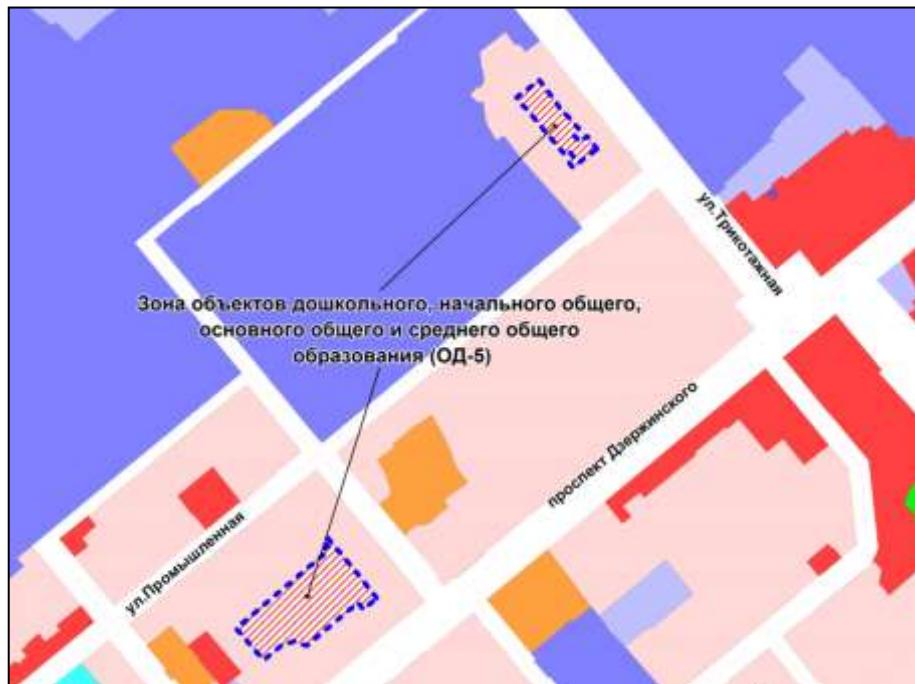 ул.Трикотажная
Зона объектов дошкольного, начального общего,
основного общего и среднего общего
образования (ОД-5)
проспект Дзержинского
ул.Промышленная